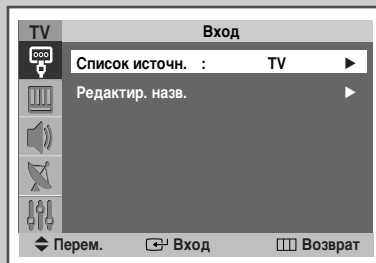 TV Вход
Список источн. : TV
Редактир. назв.
Перем. Вход Возврат